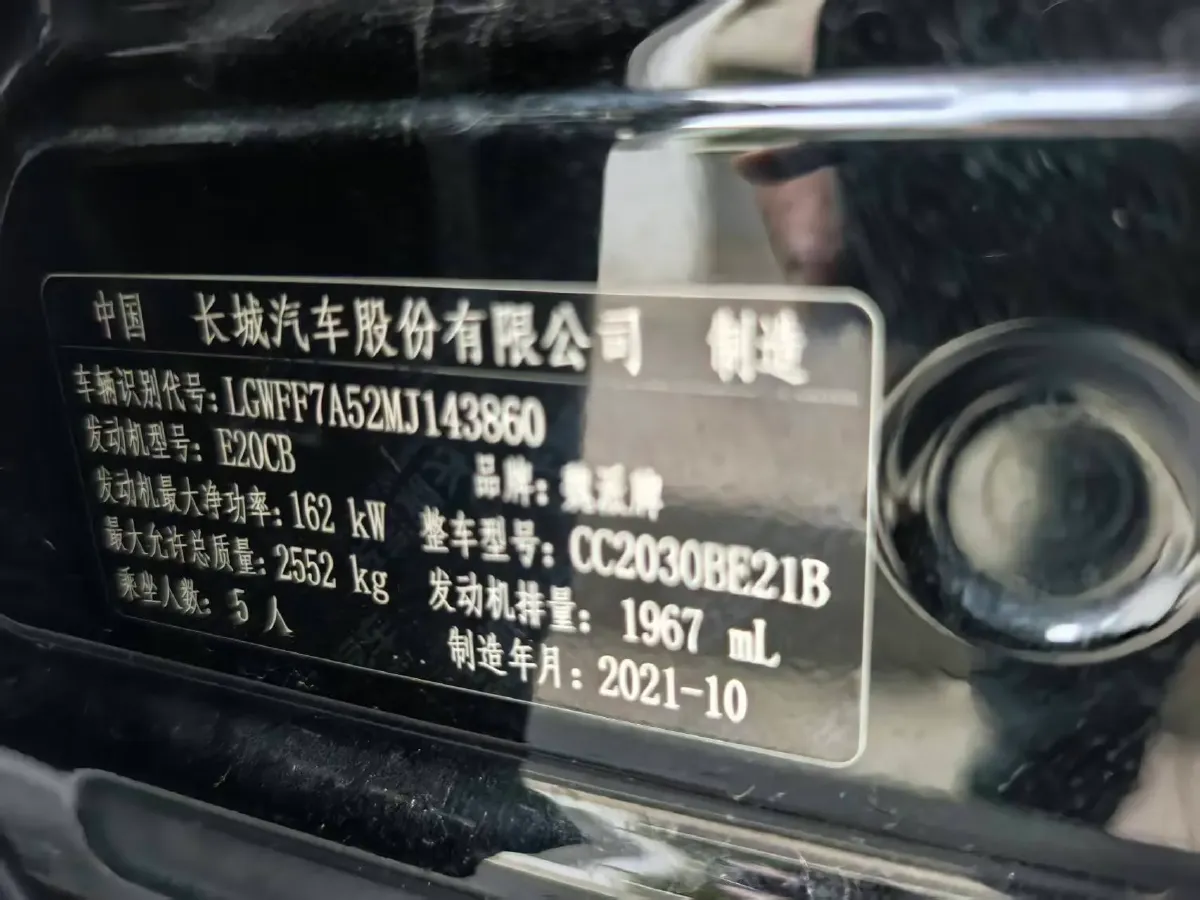 中国 长城汽车股份有限公司 制造
车辆识别代号:LGWFF7A52MJ143860
发动机型号: E20CB 品牌: 魏派牌
发动机最大净功率:162 kW 整车型号: CC2030BE21B
最大允许总质量: 2552 kg 发动机排量: 1967 mL
乘坐人数: 5 人 制造年月: 2021-10